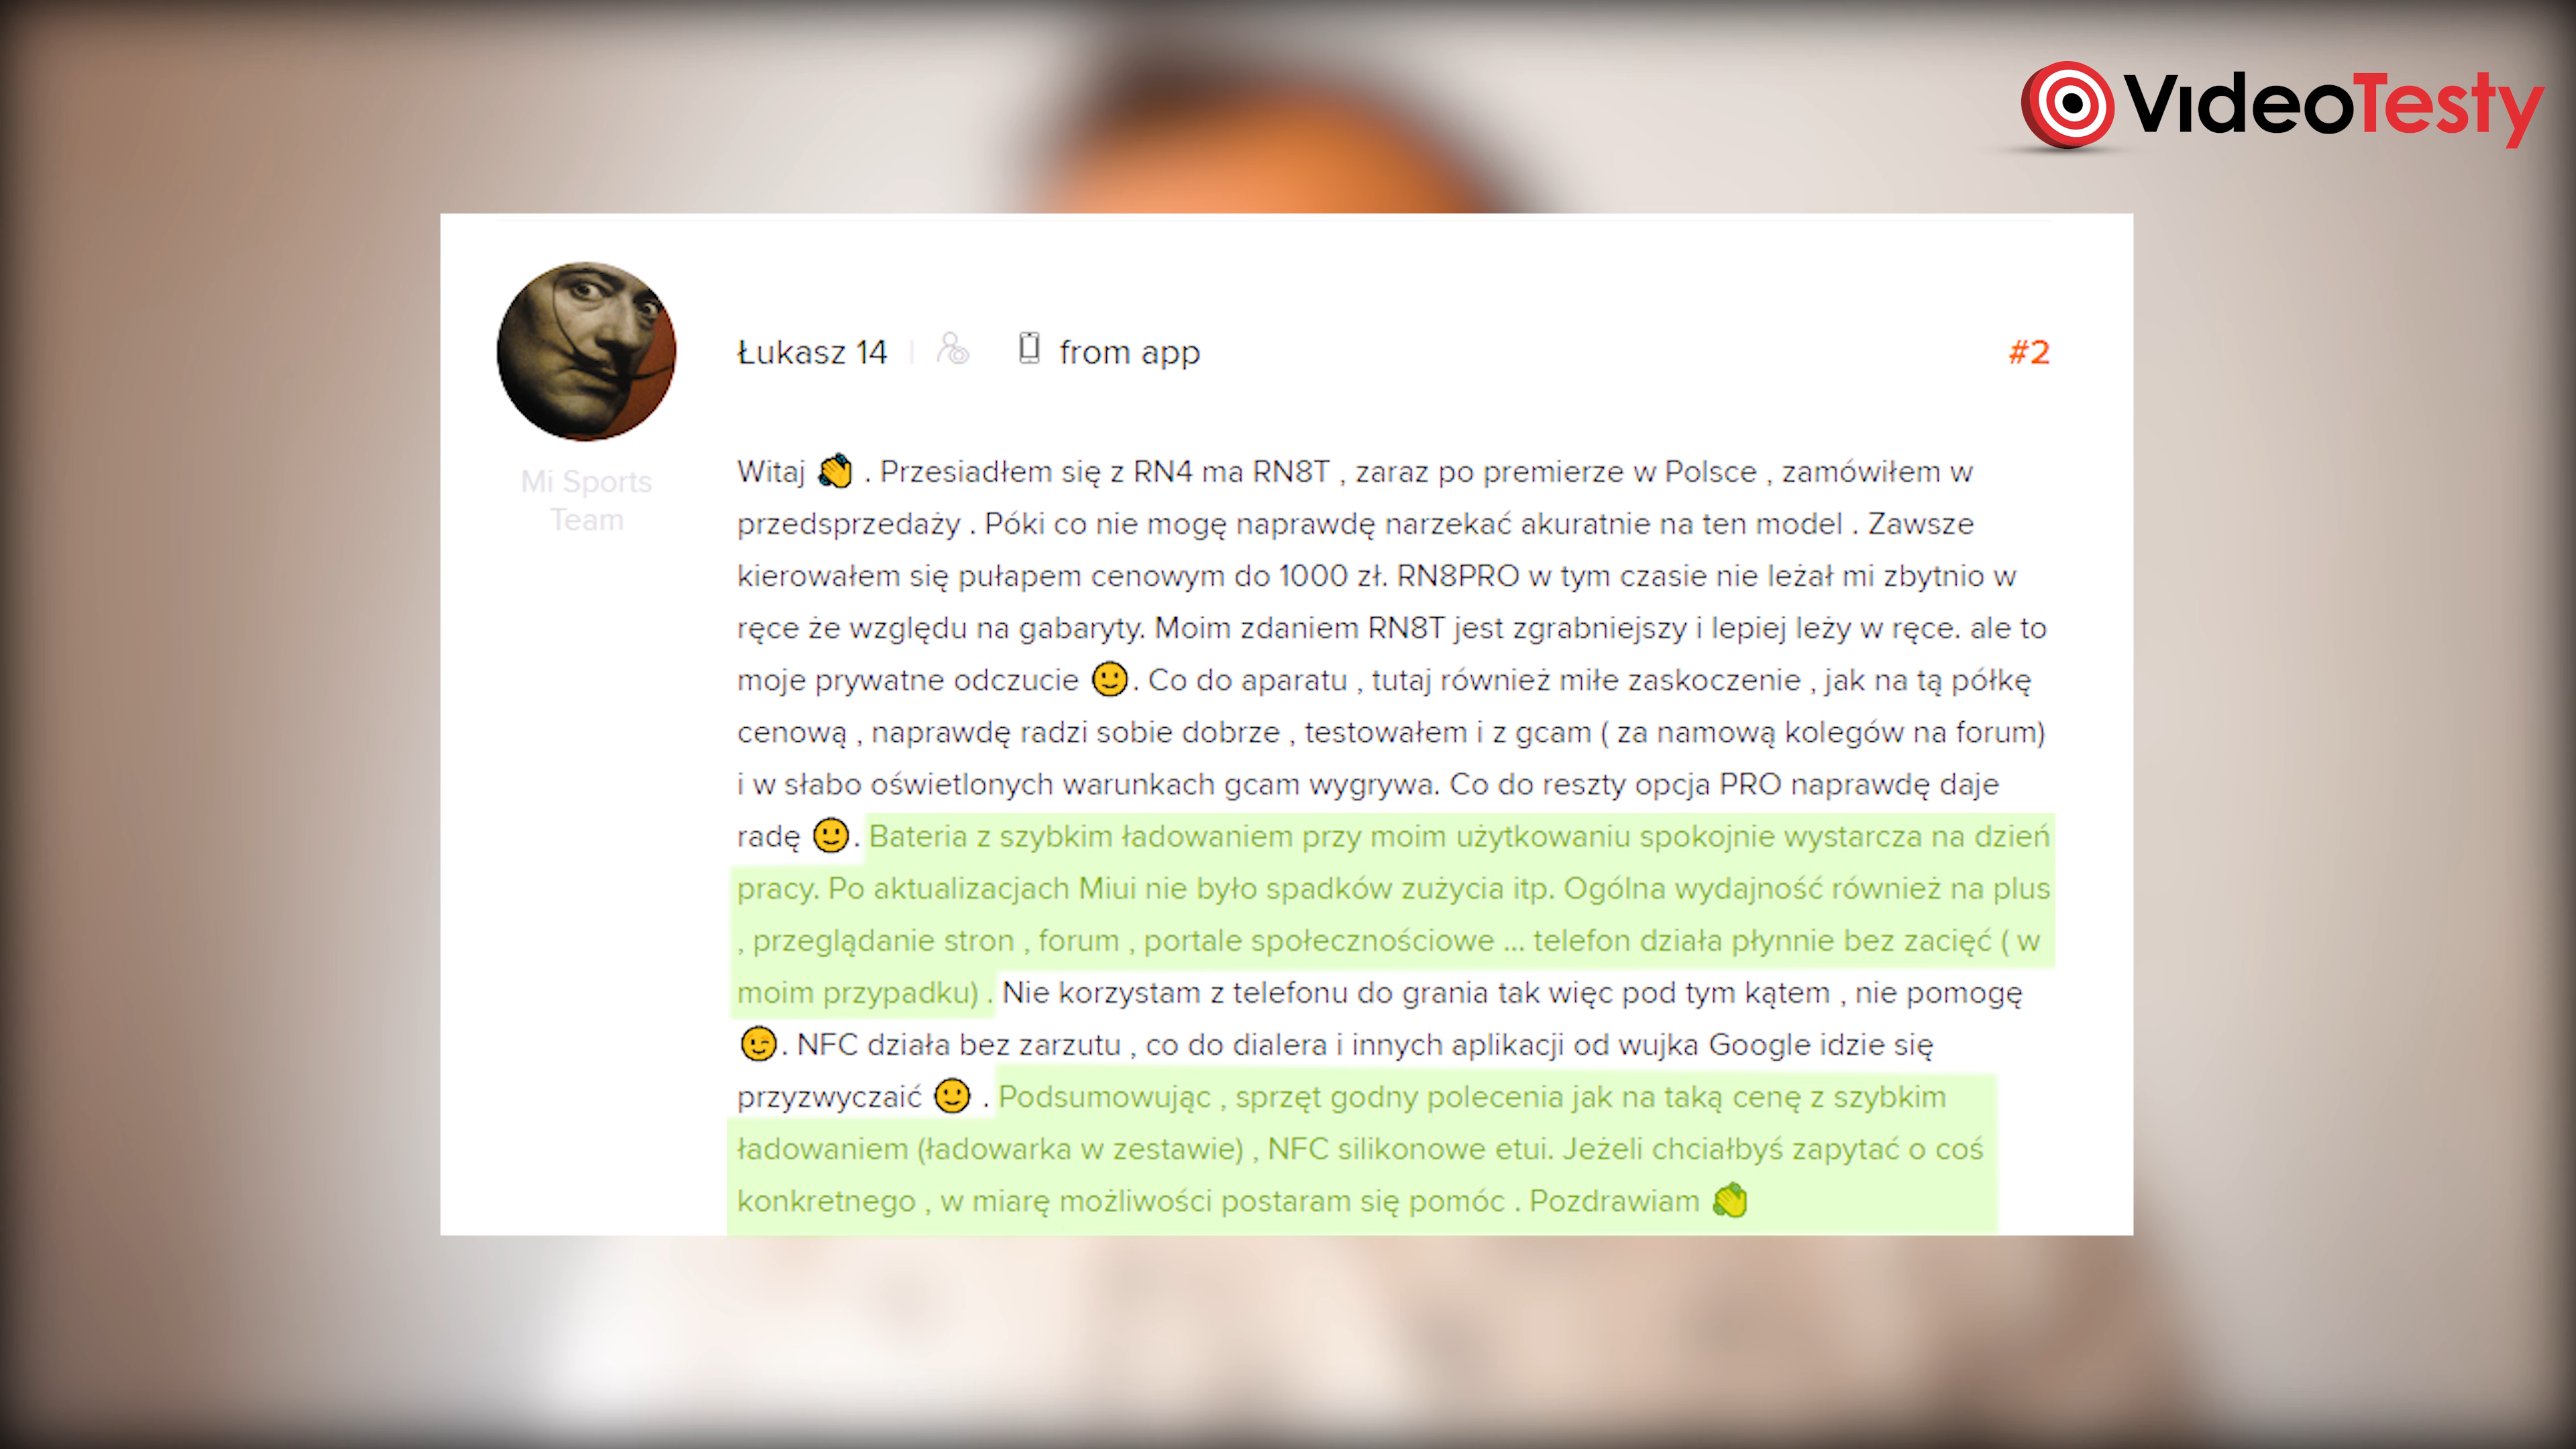 VideoTesty
Łukasz 14 from app #2
Mi Sports
Team
Witaj 👏 . Przesiadłem się z RN4 ma RN8T , zaraz po premierze w Polsce , zamówiłem w
przedsprzedaży . Póki co nie mogę naprawdę narzekać akuratnie na ten model . Zawsze
kierowałem się pułapem cenowym do 1000 zł. RN8PRO w tym czasie nie leżał mi zbytnio w
ręce że względu na gabaryty. Moim zdaniem RN8T jest zgrabniejszy i lepiej leży w ręce. ale to
moje prywatne odczucie 🙂. Co do aparatu , tutaj również miłe zaskoczenie , jak na tą półkę
cenową , naprawdę radzi sobie dobrze , testowałem i z gcam ( za namową kolegów na forum)
i w słabo oświetlonych warunkach gcam wygrywa. Co do reszty opcja PRO naprawdę daje
radę 🙂. Bateria z szybkim ładowaniem przy moim użytkowaniu spokojnie wystarcza na dzień
pracy. Po aktualizacjach Miui nie było spadków zużycia itp. Ogólna wydajność również na plus
, przeglądanie stron , forum , portale społecznościowe ... telefon działa płynnie bez zacięć ( w
moim przypadku) . Nie korzystam z telefonu do grania tak więc pod tym kątem , nie pomogę
😉. NFC działa bez zarzutu , co do dialera i innych aplikacji od wujka Google idzie się
przyzwyczaić 🙂 . Podsumowując , sprzęt godny polecenia jak na taką cenę z szybkim
ładowaniem (ładowarka w zestawie) , NFC silikonowe etui. Jeżeli chciałbyś zapytać o coś
konkretnego , w miarę możliwości postaram się pomóc . Pozdrawiam 👏